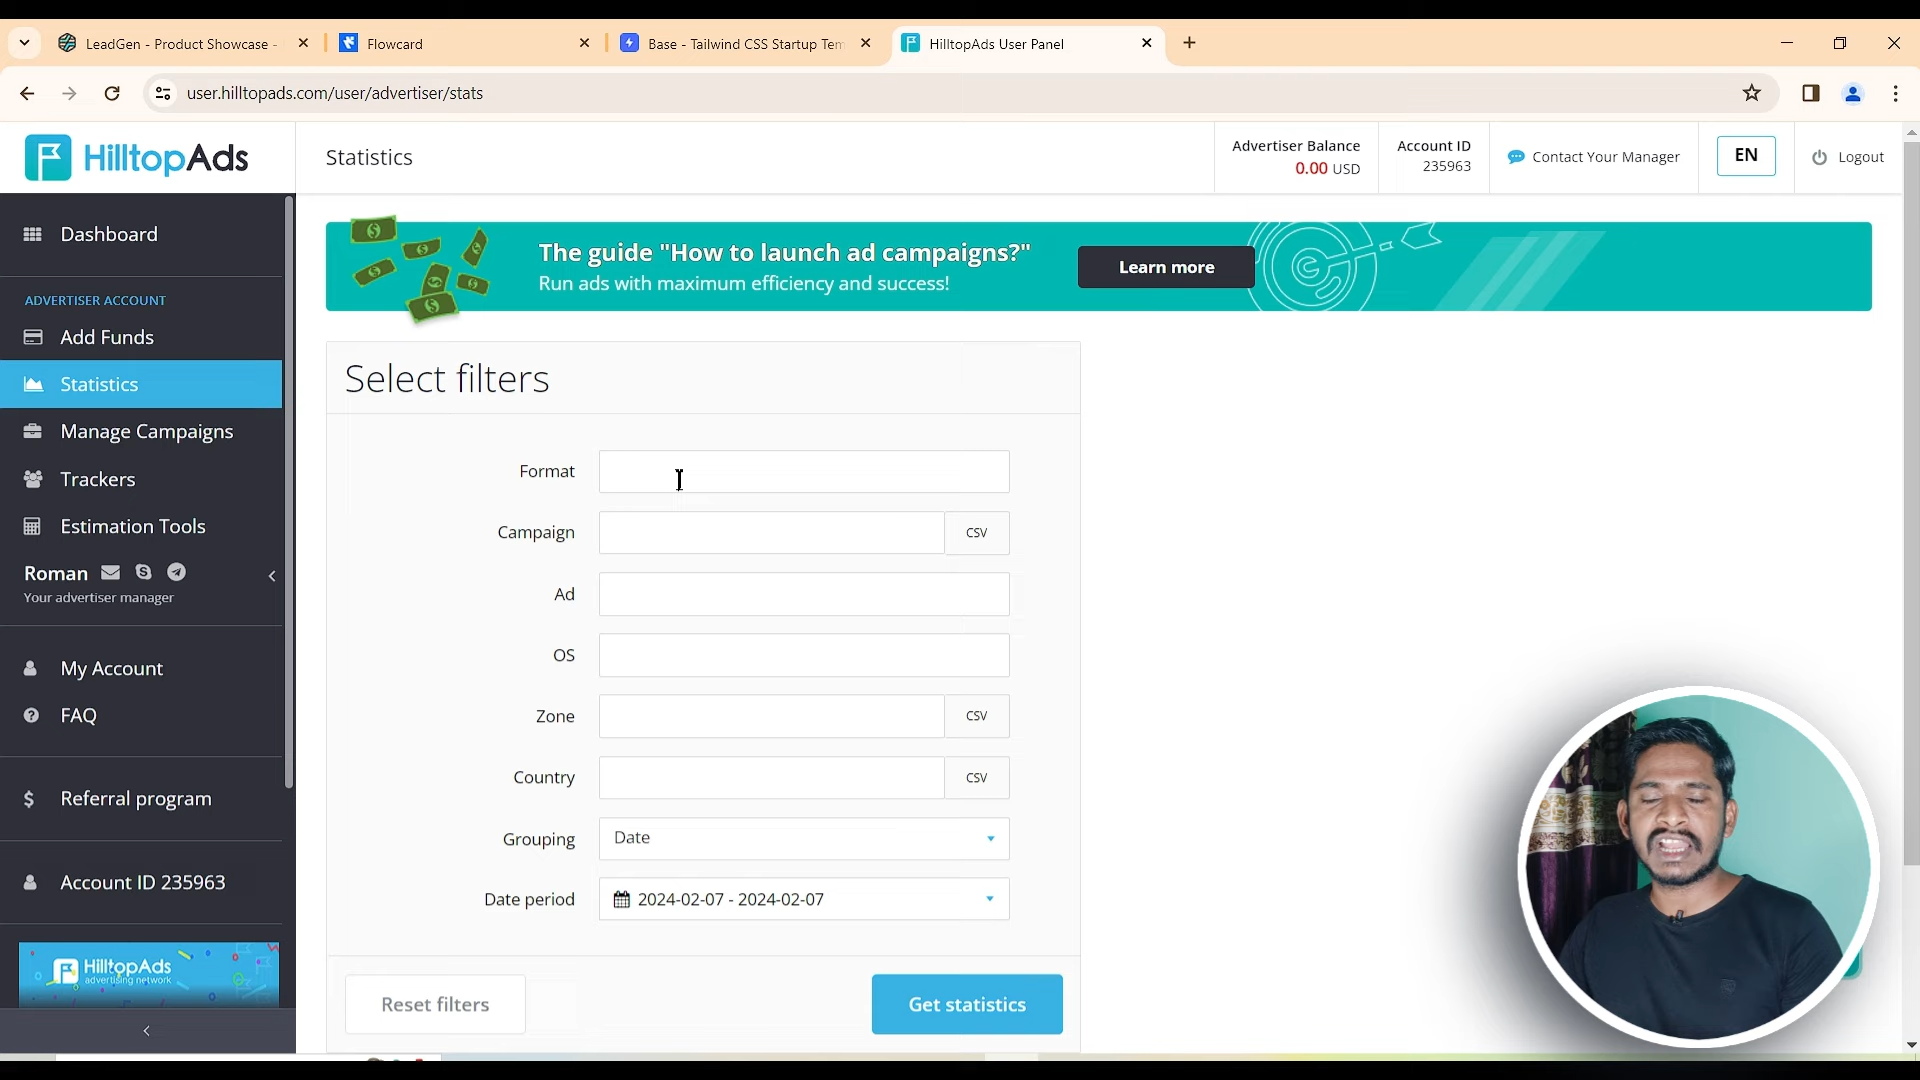 LeadGen - Product Showcase -
Flowcard
Base - Tailwind CSS Startup Tem
HilltopAds User Panel
user.hilltopads.com/user/advertiser/stats
HilltopAds
Statistics
Advertiser Balance
0.00 USD
Account ID
235963
Contact Your Manager
EN
Logout
Dashboard
ADVERTISER ACCOUNT
Add Funds
Statistics
Manage Campaigns
Trackers
Estimation Tools
Roman
Your advertiser manager
My Account
FAQ
Referral program
Account ID 235963
HilltopAds
advertising network
The guide "How to launch ad campaigns?"
Run ads with maximum efficiency and success!
Learn more
Select filters
Format
Campaign
CSV
Ad
OS
Zone
CSV
Country
CSV
Grouping
Date
Date period
2024-02-07 - 2024-02-07
Reset filters
Get statistics